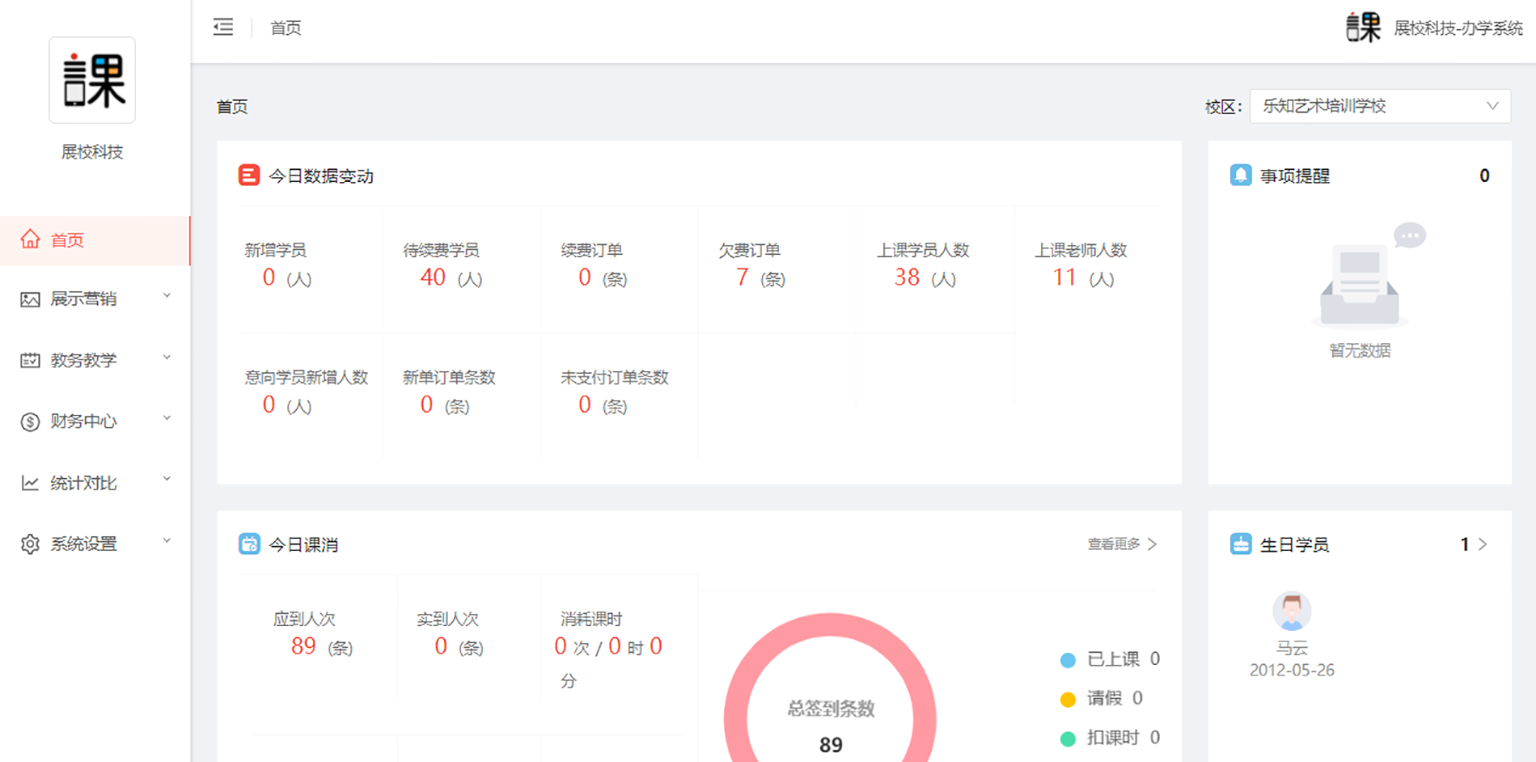 課
展校科技
首页
展示营销
教务教学
财务中心
统计对比
系统设置
首页
課 展校科技-办学系统
首页
校区: 乐知艺术培训学校
今日数据变动
新增学员 待续费学员 续费订单 欠费订单 上课学员人数 上课老师人数
0 (人) 40 (人) 0 (条) 7 (条) 38 (人) 11 (人)
意向学员新增人数 新单订单条数 未支付订单条数
0 (人) 0 (条) 0 (条)
事项提醒 0
暂无数据
今日课消 查看更多
应到人次 实到人次 消耗课时
89 (条) 0 (条) 0 次 / 0 时 0
分
总签到条数
89
已上课 0
请假 0
扣课时 0
生日学员 1
马云
2012-05-26